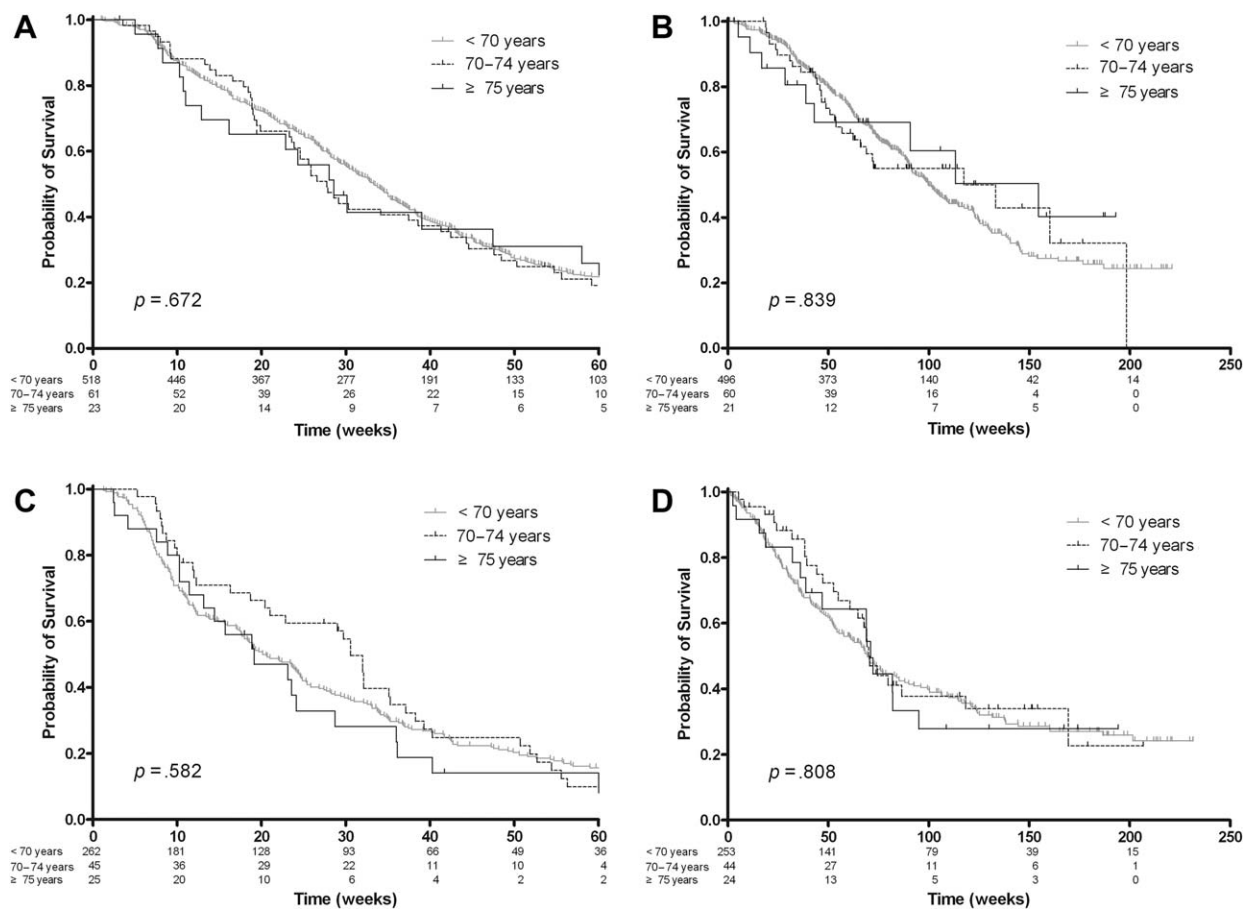 A
Probability of Survival
1.0
0.8
0.6
0.4
0.2
0.0
< 70 years
70–74 years
≥ 75 years
p = .672
0 10 20 30 40 50 60
< 70 years 518 446 367 277 191 133 103
70–74 years 61 52 39 26 22 15 10
≥ 75 years 23 20 14 9 7 6 5
Time (weeks)
B
Probability of Survival
1.0
0.8
0.6
0.4
0.2
0.0
< 70 years
70–74 years
≥ 75 years
p = .839
0 50 100 150 200 250
< 70 years 496 373 140 42 14
70–74 years 60 39 16 4 0
≥ 75 years 21 12 7 5 0
Time (weeks)
C
Probability of Survival
1.0
0.8
0.6
0.4
0.2
0.0
< 70 years
70–74 years
≥ 75 years
p = .582
0 10 20 30 40 50 60
< 70 years 262 181 128 93 66 49 36
70–74 years 45 36 29 22 11 10 4
≥ 75 years 25 20 10 6 4 2 2
Time (weeks)
D
Probability of Survival
1.0
0.8
0.6
0.4
0.2
0.0
< 70 years
70–74 years
≥ 75 years
p = .808
0 50 100 150 200 250
< 70 years 253 141 79 39 15
70–74 years 44 27 11 6 1
≥ 75 years 24 13 5 3 0
Time (weeks)